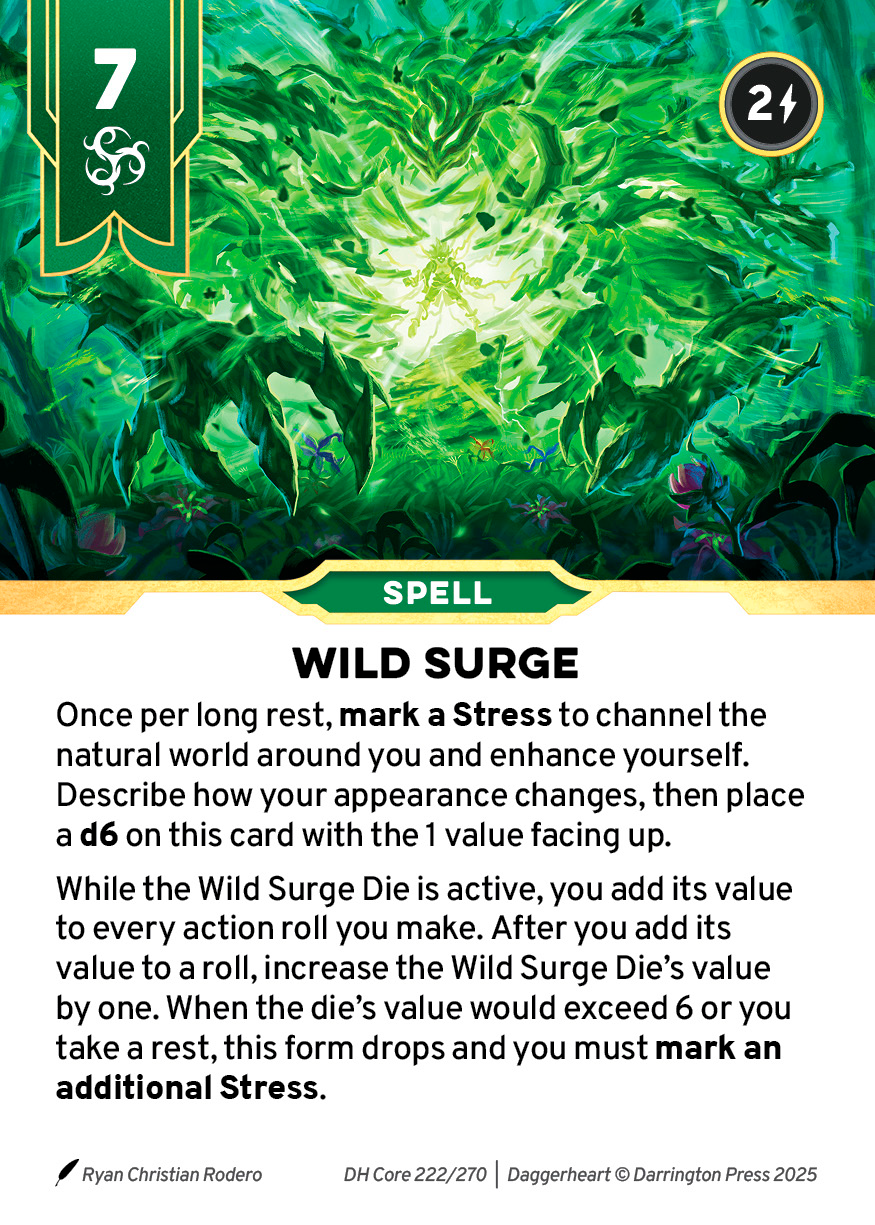 7
2
SPELL
WILD SURGE
Once per long rest, mark a Stress to channel the
natural world around you and enhance yourself.
Describe how your appearance changes, then place
a d6 on this card with the 1 value facing up.
While the Wild Surge Die is active, you add its value
to every action roll you make. After you add its
value to a roll, increase the Wild Surge Die's value
by one. When the die's value would exceed 6 or you
take a rest, this form drops and you must mark an
additional Stress.
Ryan Christian Rodero DH Core 222/270 | Daggerheart © Darrington Press 2025